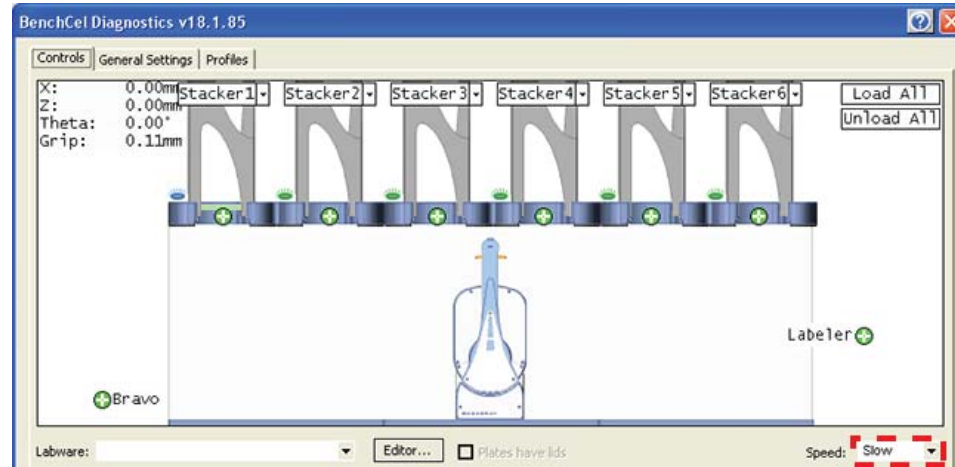 BenchCel Diagnostics v18.1.85
Controls General Settings Profiles
X: 0.00mm
Z: 0.00mm
Theta: 0.00°
Grip: 0.11mm
Stacker1 Stacker2 Stacker3 Stacker4 Stacker5 Stacker6
Load All
Unload All
Labeler
Bravo
Labware: Editor... Plates have lids Speed: Slow